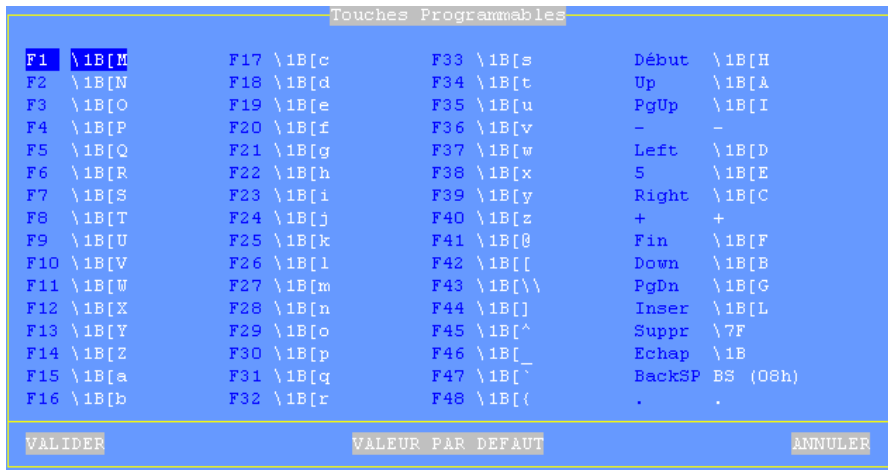 Touches Programmables
F1 \1B[M F17 \1B[c F33 \1B[s Début \1B[H
F2 \1B[N F18 \1B[d F34 \1B[t Up \1B[A
F3 \1B[O F19 \1B[e F35 \1B[u PgUp \1B[I
F4 \1B[P F20 \1B[f F36 \1B[v - -
F5 \1B[Q F21 \1B[g F37 \1B[w Left \1B[D
F6 \1B[R F22 \1B[h F38 \1B[x 5 \1B[E
F7 \1B[S F23 \1B[i F39 \1B[y Right \1B[C
F8 \1B[T F24 \1B[j F40 \1B[z + +
F9 \1B[U F25 \1B[k F41 \1B[@ Fin \1B[F
F10 \1B[V F26 \1B[l F42 \1B[[ Down \1B[B
F11 \1B[W F27 \1B[m F43 \1B[\\ PgDn \1B[G
F12 \1B[X F28 \1B[n F44 \1B[] Inser \1B[L
F13 \1B[Y F29 \1B[o F45 \1B[^ Suppr \7F
F14 \1B[Z F30 \1B[p F46 \1B[_ Echap \1B
F15 \1B[a F31 \1B[q F47 \1B[` BackSP BS (08h)
F16 \1B[b F32 \1B[r F48 \1B[{ . .
VALIDER VALEUR PAR DEFAUT ANNULER